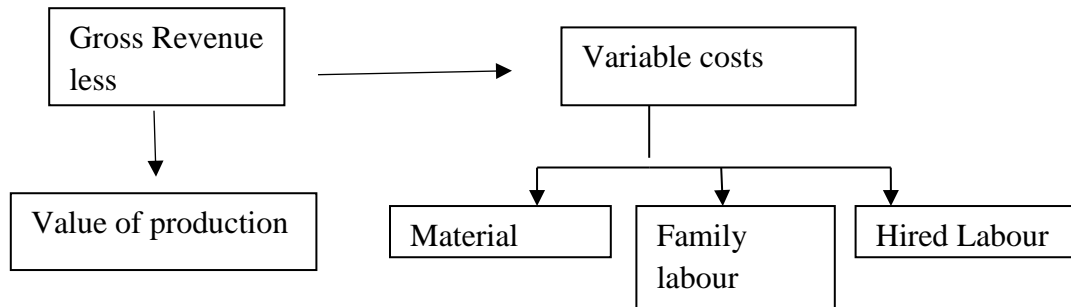 Gross Revenue
less
Variable costs
Value of production
Material
Family
labour
Hired Labour